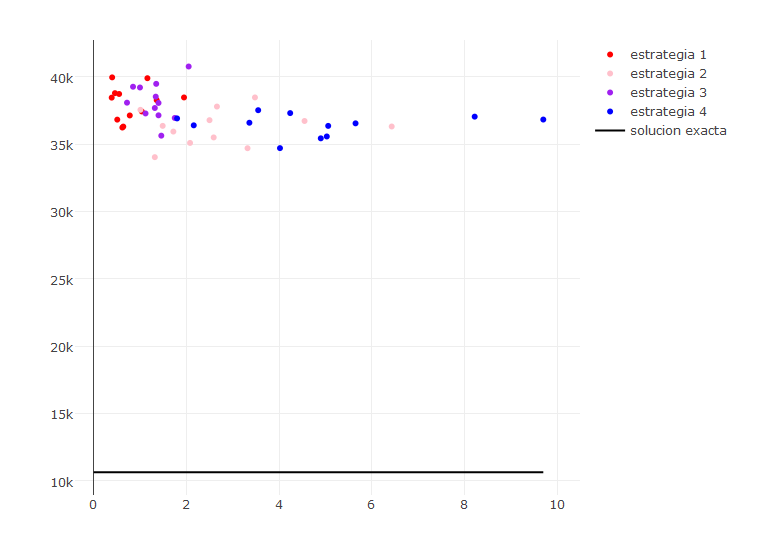 estrategia 1
estrategia 2
estrategia 3
estrategia 4
solucion exacta
40k
35k
30k
25k
20k
15k
10k
0 2 4 6 8 10